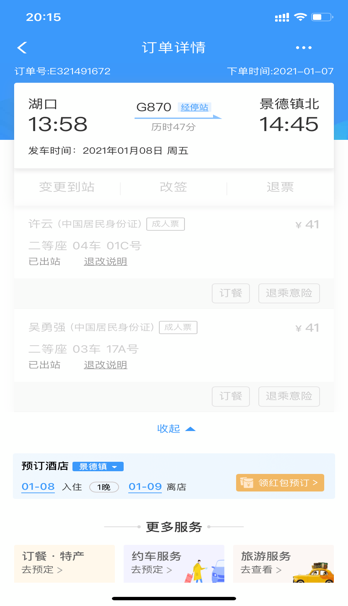 20:15
订单详情
订单号:E321491672 下单时间:2021-01-07
湖口 G870 经停站 景德镇北
13:58 历时47分 14:45
发车时间：2021年01月08日 周五
变更到站 改签 退票
许云 (中国居民身份证) 成人票 ¥41
二等座 04车 01C号
已出站 退改说明
订餐 退乘意险
吴勇强 (中国居民身份证) 成人票 ¥41
二等座 03车 17A号
已出站 退改说明
订餐 退乘意险
收起
预订酒店 景德镇
01-08 入住 1晚 01-09 离店 领红包预订 >
更多服务
订餐·特产 约车服务 旅游服务
去预定 > 去预定 > 去查看 >